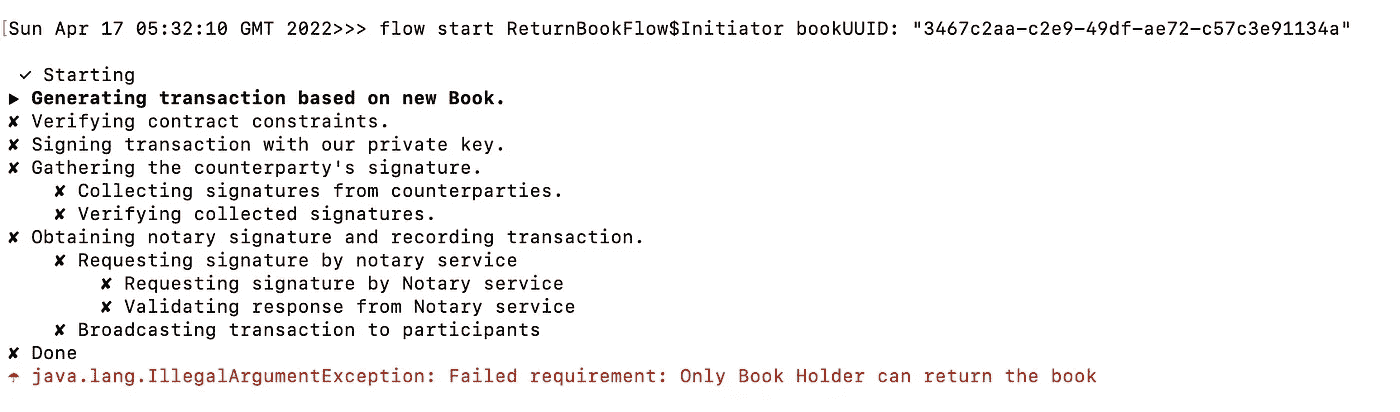 [Sun Apr 17 05:32:10 GMT 2022>>> flow start ReturnBookFlow$Initiator bookUUID: "3467c2aa-c2e9-49df-ae72-c57c3e91134a"
✓ Starting
▶ Generating transaction based on new Book.
✘ Verifying contract constraints.
✘ Signing transaction with our private key.
✘ Gathering the counterparty's signature.
✘ Collecting signatures from counterparties.
✘ Verifying collected signatures.
✘ Obtaining notary signature and recording transaction.
✘ Requesting signature by notary service
✘ Requesting signature by Notary service
✘ Validating response from Notary service
✘ Broadcasting transaction to participants
✘ Done
☂ java.lang.IllegalArgumentException: Failed requirement: Only Book Holder can return the book